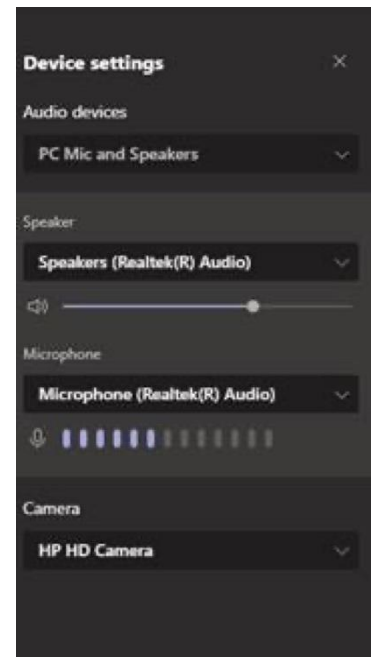 Device settings
Audio devices
PC Mic and Speakers
Speaker
Speakers (Realtek(R) Audio)
Microphone
Microphone (Realtek(R) Audio)
Camera
HP HD Camera